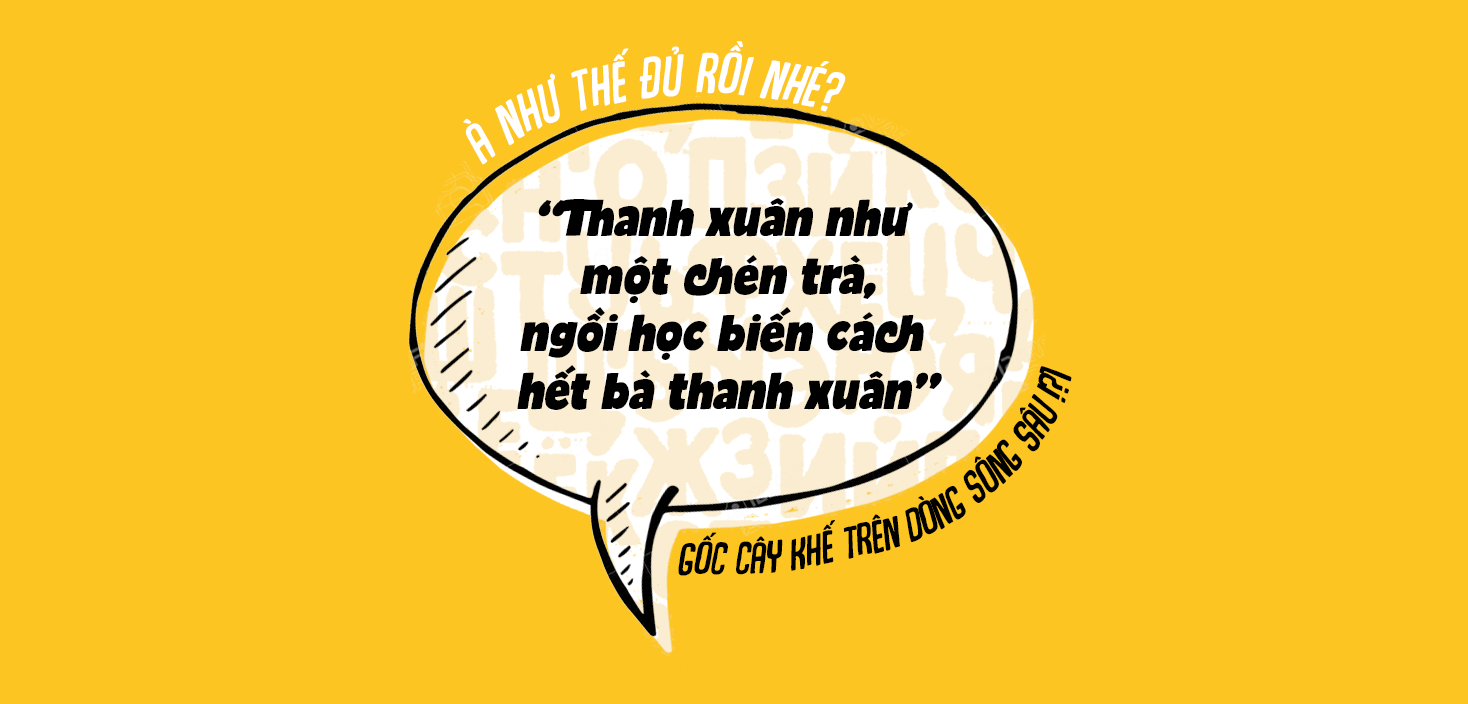 À NHƯ THẾ ĐỦ RỒI NHÉ?
“Thanh xuân như
một chén trà,
ngồi học biến cách
hết bà thanh xuân”
GỐC CÂY KHẾ TRÊN DÒNG SÔNG SÂU !?!